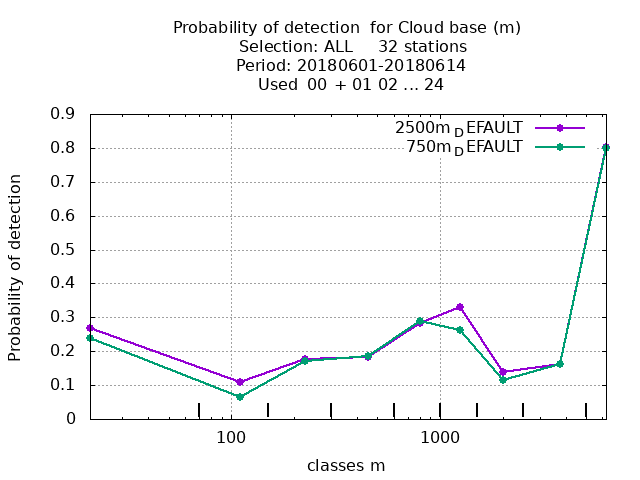 Probability of detection  for Cloud base (m)
Selection: ALL     32 stations
Period: 20180601-20180614
Used  00  + 01 02 ... 24
0.9
0.8
0.7
0.6
0.5
0.4
0.3
0.2
0.1
0
Probability of detection
2500m_DEFAULT
750m_DEFAULT
100
1000
classes m